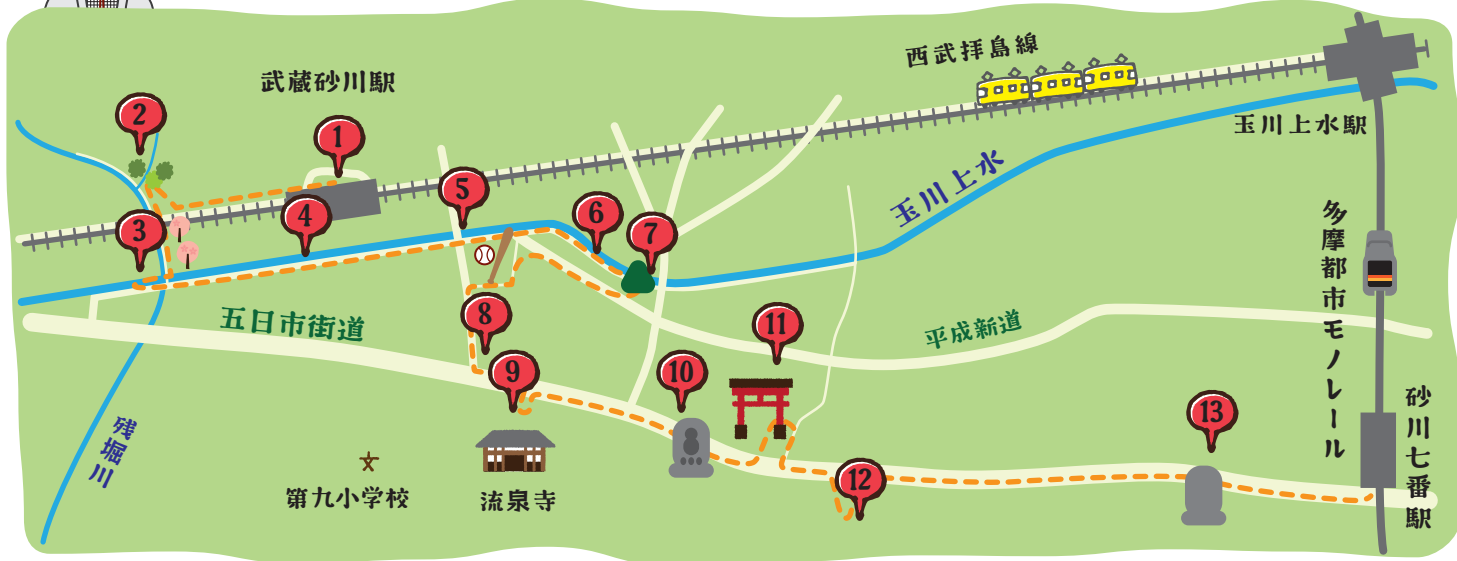 西武拝島線
武蔵砂川駅
2
1
玉川上水駅
玉川上水
5
6
4
3
7
多摩都市モノレール
8
11
五日市街道
平成新道
9
10
13
砂川七番駅
残堀川
12
第九小学校
流泉寺